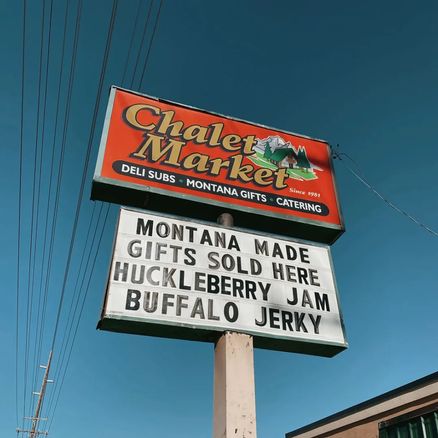 Chalet
Market
Since 1981
DELI SUBS • MONTANA GIFTS • CATERING
MONTANA MADE
GIFTS SOLD HERE
HUCKLEBERRY JAM
BUFFALO JERKY